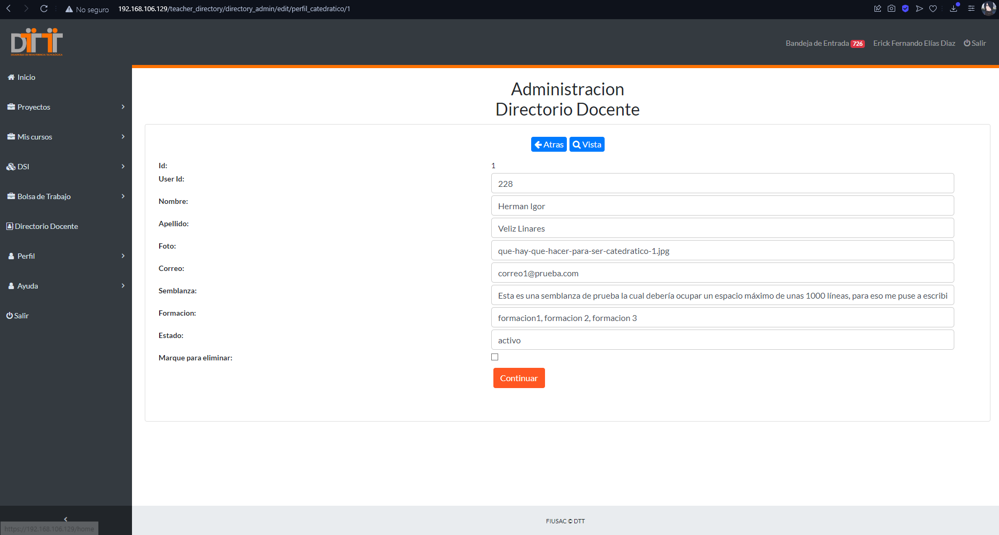 No seguro 192.168.106.129/teacher_directory/directory_admin/edit/perfil_catedratico/1
DTT
DESARROLLO DE TRANSFERENCIA TECNOLÓGICA
Bandeja de Entrada 726 Erick Fernando Elías Diaz Salir
Inicio
Proyectos
Mis cursos
DSI
Bolsa de Trabajo
Directorio Docente
Perfil
Ayuda
Salir
Administracion
Directorio Docente
Atras Vista
Id: 1
User Id: 228
Nombre: Herman Igor
Apellido: Veliz Linares
Foto: que-hay-que-hacer-para-ser-catedratico-1.jpg
Correo: correo1@prueba.com
Semblanza: Esta es una semblanza de prueba la cual debería ocupar un espacio máximo de unas 1000 líneas, para eso me puse a escribi
Formacion: formacion1, formacion 2, formacion 3
Estado: activo
Marque para eliminar:
Continuar
FIUSAC © DTT
https://192.168.106.129/home